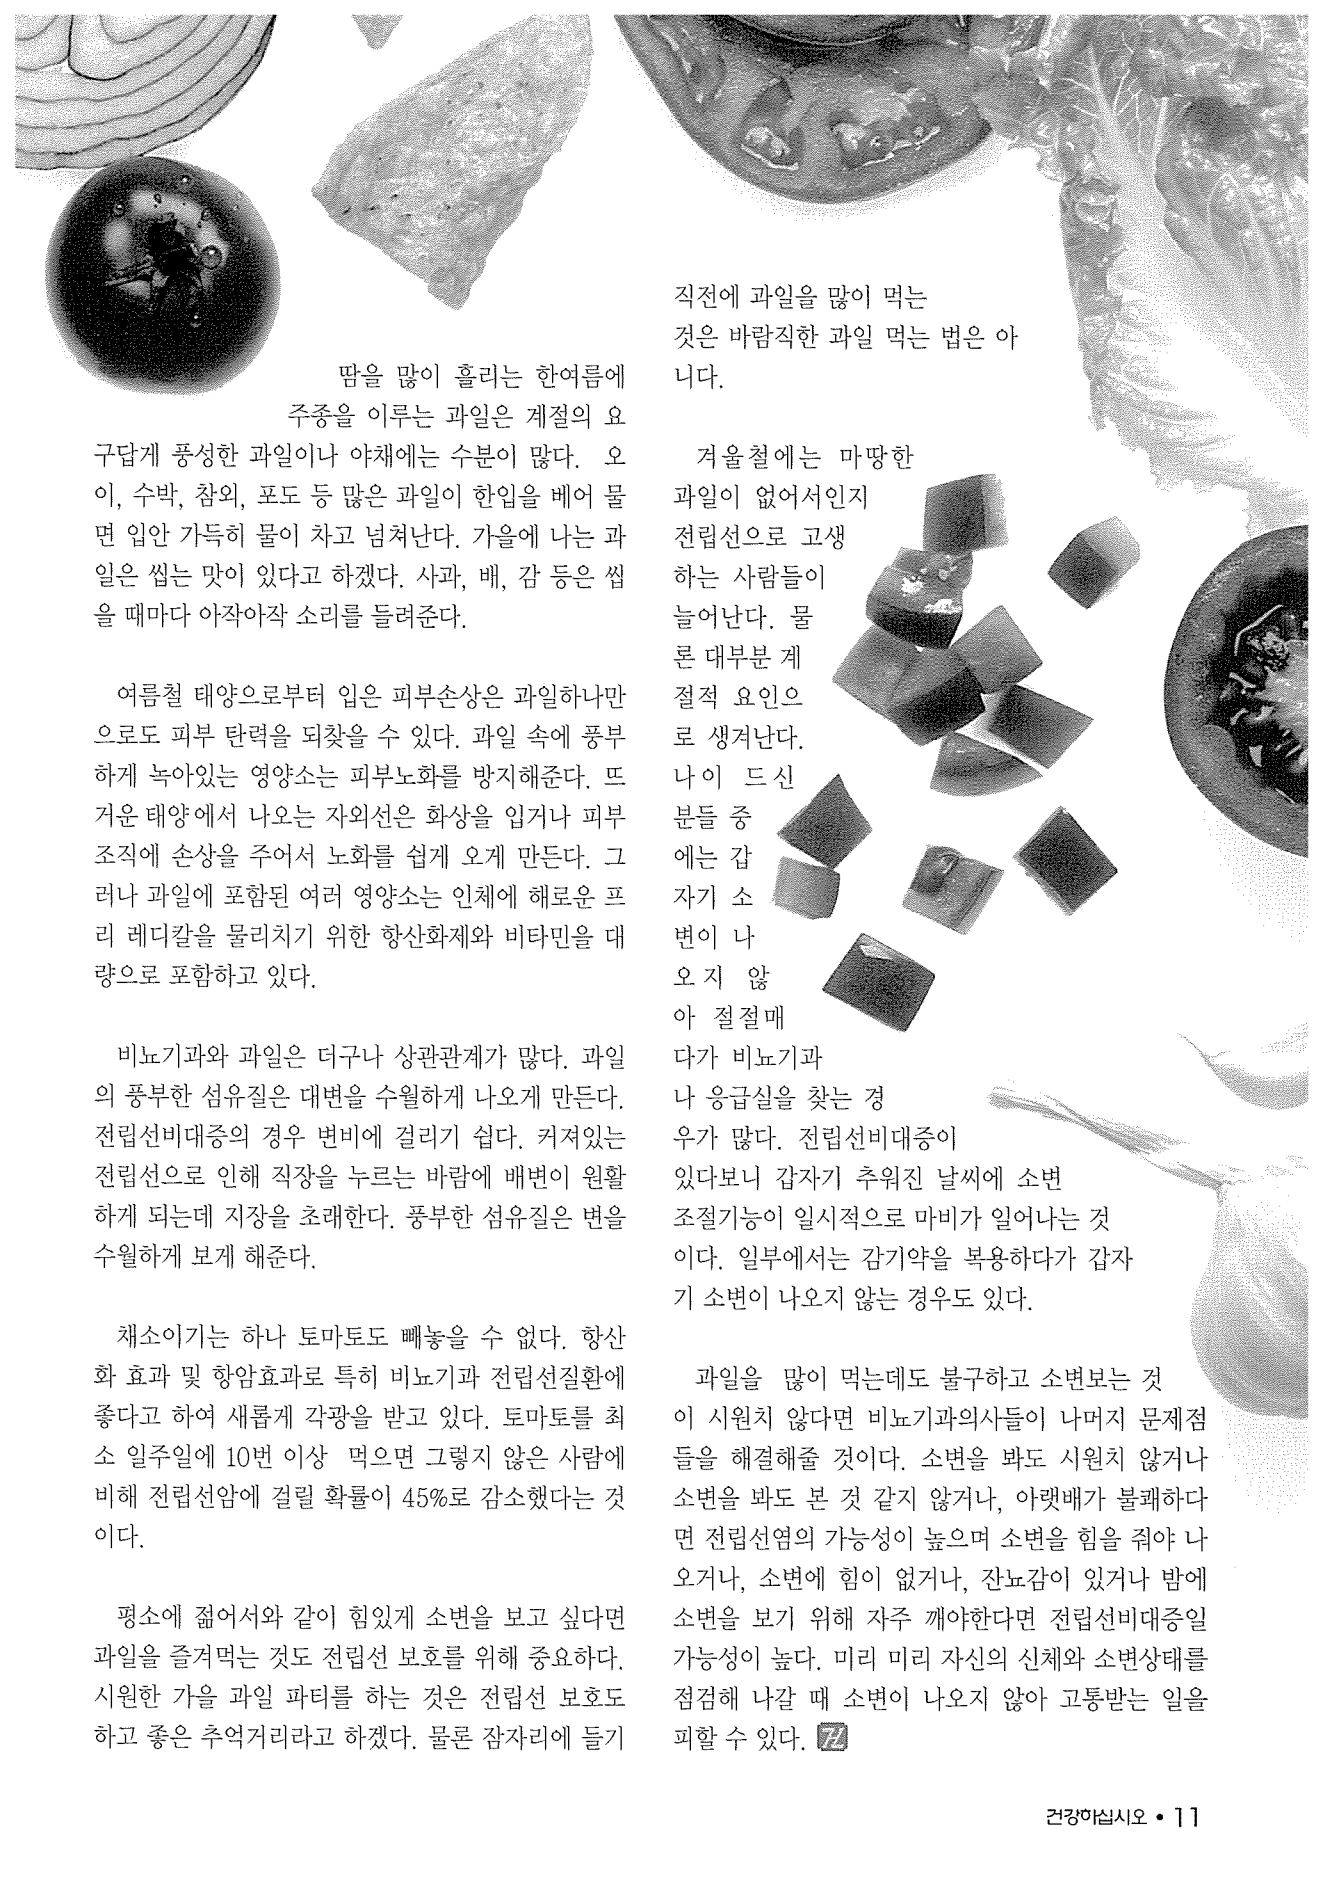 땀을 많이 흘리는 한여름에
주종을 이루는 과일은 계절의 요
구답게 풍성한 과일이나 야채에는 수분이 많다. 오
이, 수박, 참외, 포도 등 많은 과일이 한입을 베어 물
면 입안 가득히 물이 차고 넘쳐난다. 가을에 나는 과
일은 씹는 맛이 있다고 하겠다. 사과, 배, 감 등은 씹
을 때마다 아작아작 소리를 들려준다.
여름철 태양으로부터 입은 피부손상은 과일하나만
으로도 피부 탄력을 되찾을 수 있다. 과일 속에 풍부
하게 녹아있는 영양소는 피부노화를 방지해준다. 뜨
거운 태양에서 나오는 자외선은 화상을 입거나 피부
조직에 손상을 주어서 노화를 쉽게 오게 만든다. 그
러나 과일에 포함된 여러 영양소는 인체에 해로운 프
리 레디칼을 물리치기 위한 항산화제와 비타민을 대
량으로 포함하고 있다.
비뇨기과와 과일은 더구나 상관관계가 많다. 과일
의 풍부한 섬유질은 대변을 수월하게 나오게 만든다.
전립선비대증의 경우 변비에 걸리기 쉽다. 커져있는
전립선으로 인해 직장을 누르는 바람에 배변이 원활
하게 되는데 지장을 초래한다. 풍부한 섬유질은 변을
수월하게 보게 해준다.
채소이기는 하나 토마토도 빼놓을 수 없다. 항산
화 효과 및 항암효과로 특히 비뇨기과 전립선질환에
좋다고 하여 새롭게 각광을 받고 있다. 토마토를 최
소 일주일에 10번 이상 먹으면 그렇지 않은 사람에
비해 전립선암에 걸릴 확률이 45%로 감소했다는 것
이다.
평소에 젊어서와 같이 힘있게 소변을 보고 싶다면
과일을 즐겨먹는 것도 전립선 보호를 위해 중요하다.
시원한 가을 과일 파티를 하는 것은 전립선 보호도
하고 좋은 추억거리라고 하겠다. 물론 잠자리에 들기
직전에 과일을 많이 먹는
것은 바람직한 과일 먹는 법은 아
니다.
겨울철에는 마땅한
과일이 없어서인지
전립선으로 고생
하는 사람들이
늘어난다. 물
론 대부분 계
절적 요인으
로 생겨난다.
나이 드신
분들 중
에는 갑
자기 소
변이 나
오지 않
아 절절매
다가 비뇨기과
나 응급실을 찾는 경
우가 많다. 전립선비대증이
있다보니 갑자기 추워진 날씨에 소변
조절기능이 일시적으로 마비가 일어나는 것
이다. 일부에서는 감기약을 복용하다가 갑자
기 소변이 나오지 않는 경우도 있다.
과일을 많이 먹는데도 불구하고 소변보는 것
이 시원치 않다면 비뇨기과의사들이 나머지 문제점
들을 해결해줄 것이다. 소변을 봐도 시원치 않거나
소변을 봐도 본 것 같지 않거나, 아랫배가 불쾌하다
면 전립선염의 가능성이 높으며 소변을 힘을 줘야 나
오거나, 소변에 힘이 없거나, 잔뇨감이 있거나 밤에
소변을 보기 위해 자주 깨야한다면 전립선비대증일
가능성이 높다. 미리 미리 자신의 신체와 소변상태를
점검해 나갈 때 소변이 나오지 않아 고통받는 일을
피할 수 있다.
건강하십시오 • 11